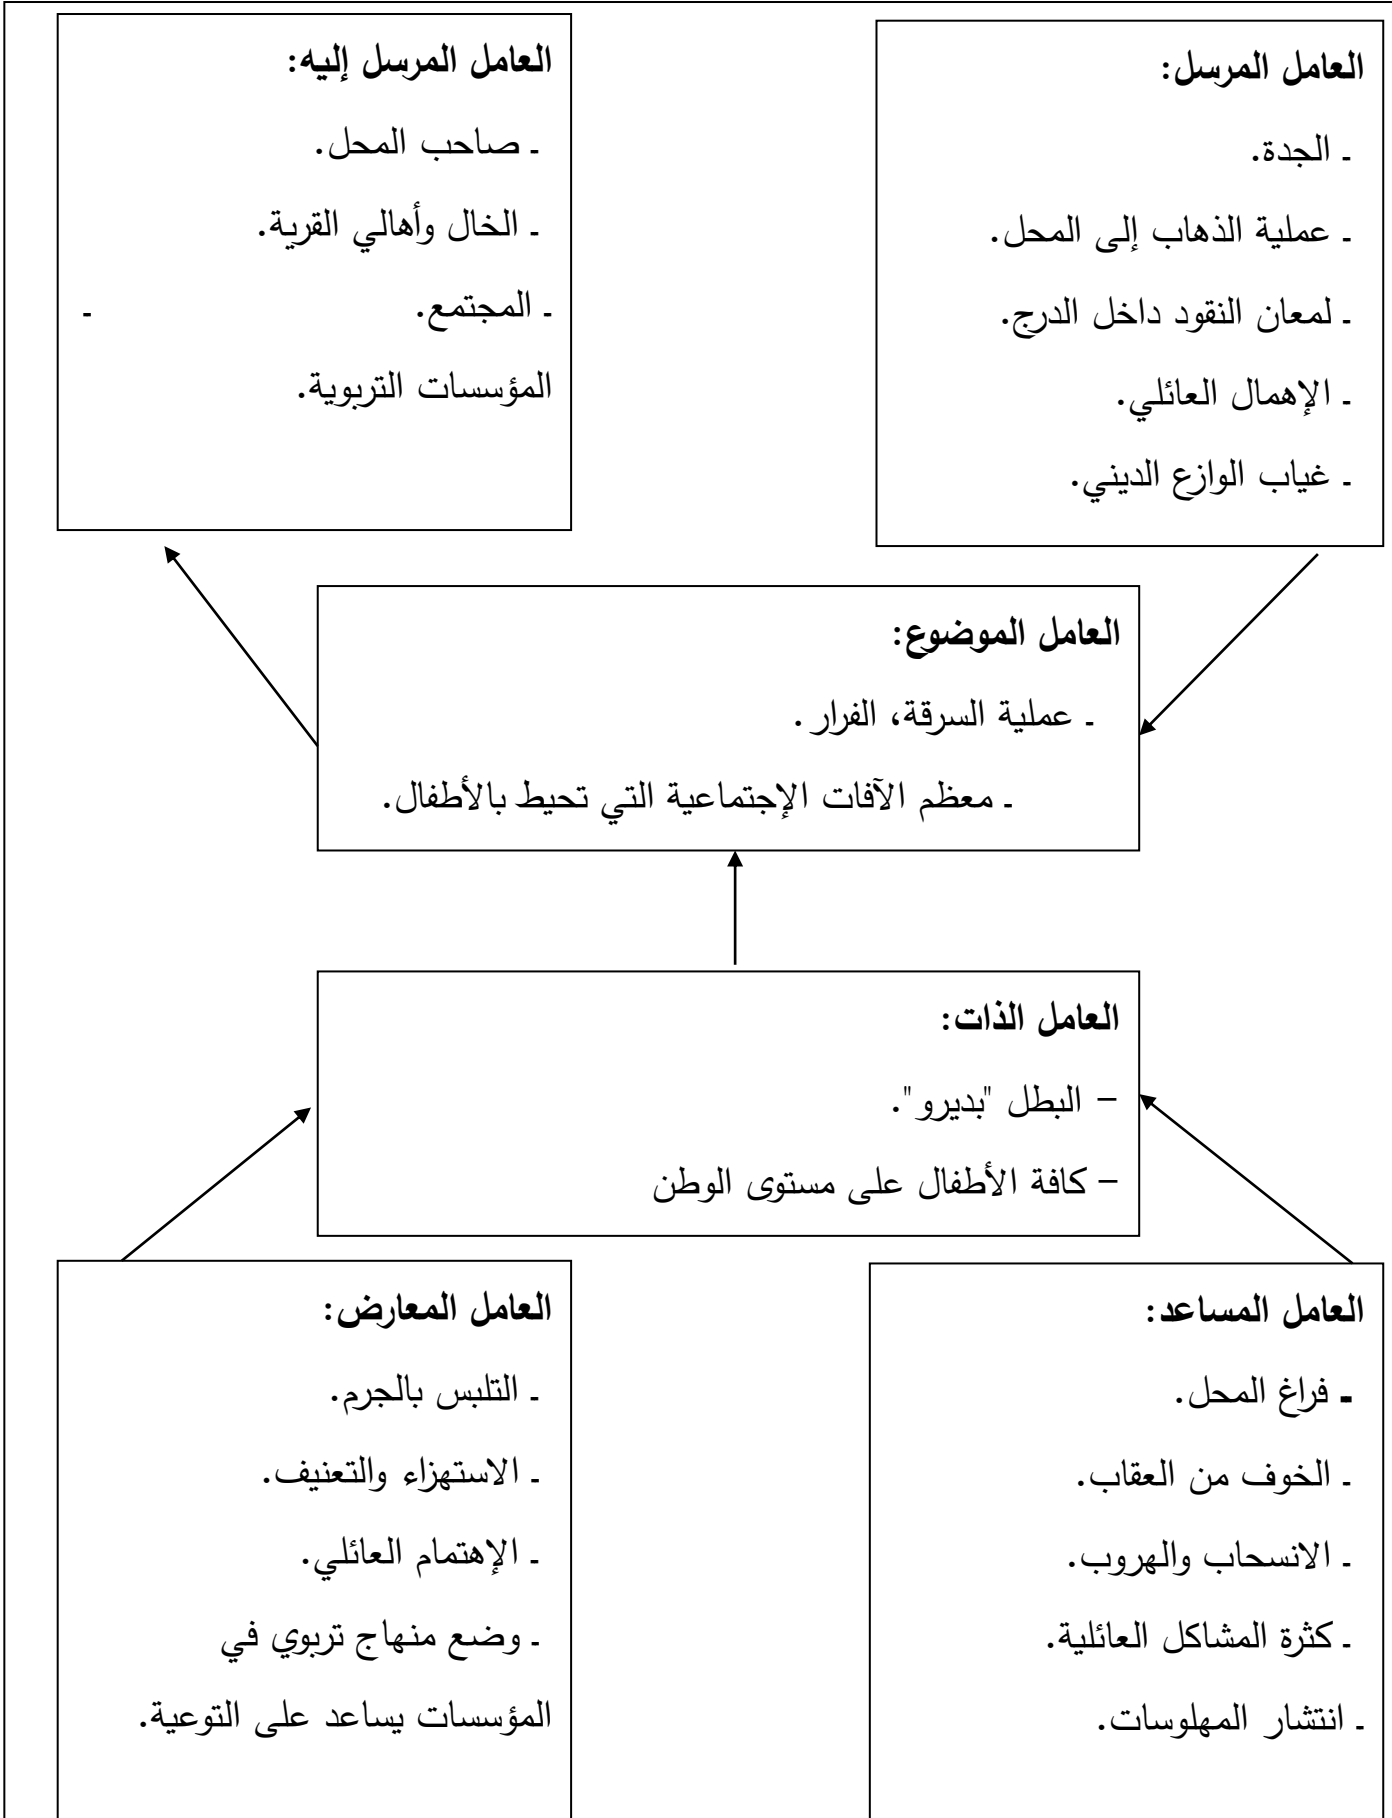 العامل المرسل:
ـ الجدة.
ـ عملية الذهاب إلى المحل.
ـ لمعان النقود داخل الدرج.
ـ الإهمال العائلي.
ـ غياب الوازع الديني.
العامل المرسل إليه:
ـ صاحب المحل.
ـ الخال وأهالي القرية.
ـ المجتمع. ـ
المؤسسات التربوية.
العامل الموضوع:
ـ عملية السرقة، الفرار.
ـ معظم الآفات الإجتماعية التي تحيط بالأطفال.
العامل الذات:
– البطل "بديرو".
– كافة الأطفال على مستوى الوطن
العامل المساعد:
ـ فراغ المحل.
ـ الخوف من العقاب.
ـ الانسحاب والهروب.
ـ كثرة المشاكل العائلية.
ـ انتشار المهلوسات.
العامل المعارض:
ـ التلبس بالجرم.
ـ الاستهزاء والتعنيف.
ـ الإهتمام العائلي.
ـ وضع منهاج تربوي في
المؤسسات يساعد على التوعية.